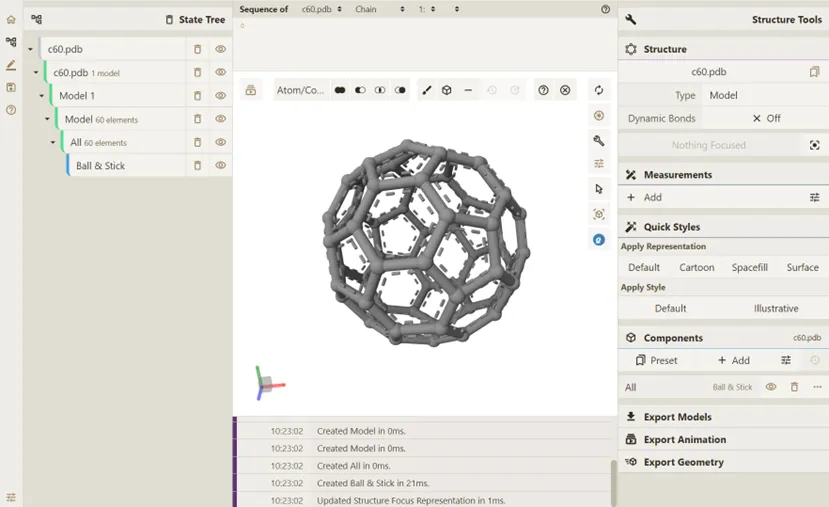 State Tree
c60.pdb
c60.pdb 1 model
Model 1
Model 60 elements
All 60 elements
Ball & Stick
Sequence of c60.pdb Chain 1:
Atom/Co...
10:23:02 Created Model in 0ms.
10:23:02 Created Model in 0ms.
10:23:02 Created All in 0ms.
10:23:02 Created Ball & Stick in 21ms.
10:23:02 Updated Structure Focus Representation in 1ms.
Structure Tools
Structure
c60.pdb
Type Model
Dynamic Bonds Off
Nothing Focused
Measurements
Add
Quick Styles
Apply Representation
Default Cartoon Spacefill Surface
Apply Style
Default Illustrative
Components c60.pdb
Preset Add
All Ball & Stick
Export Models
Export Animation
Export Geometry